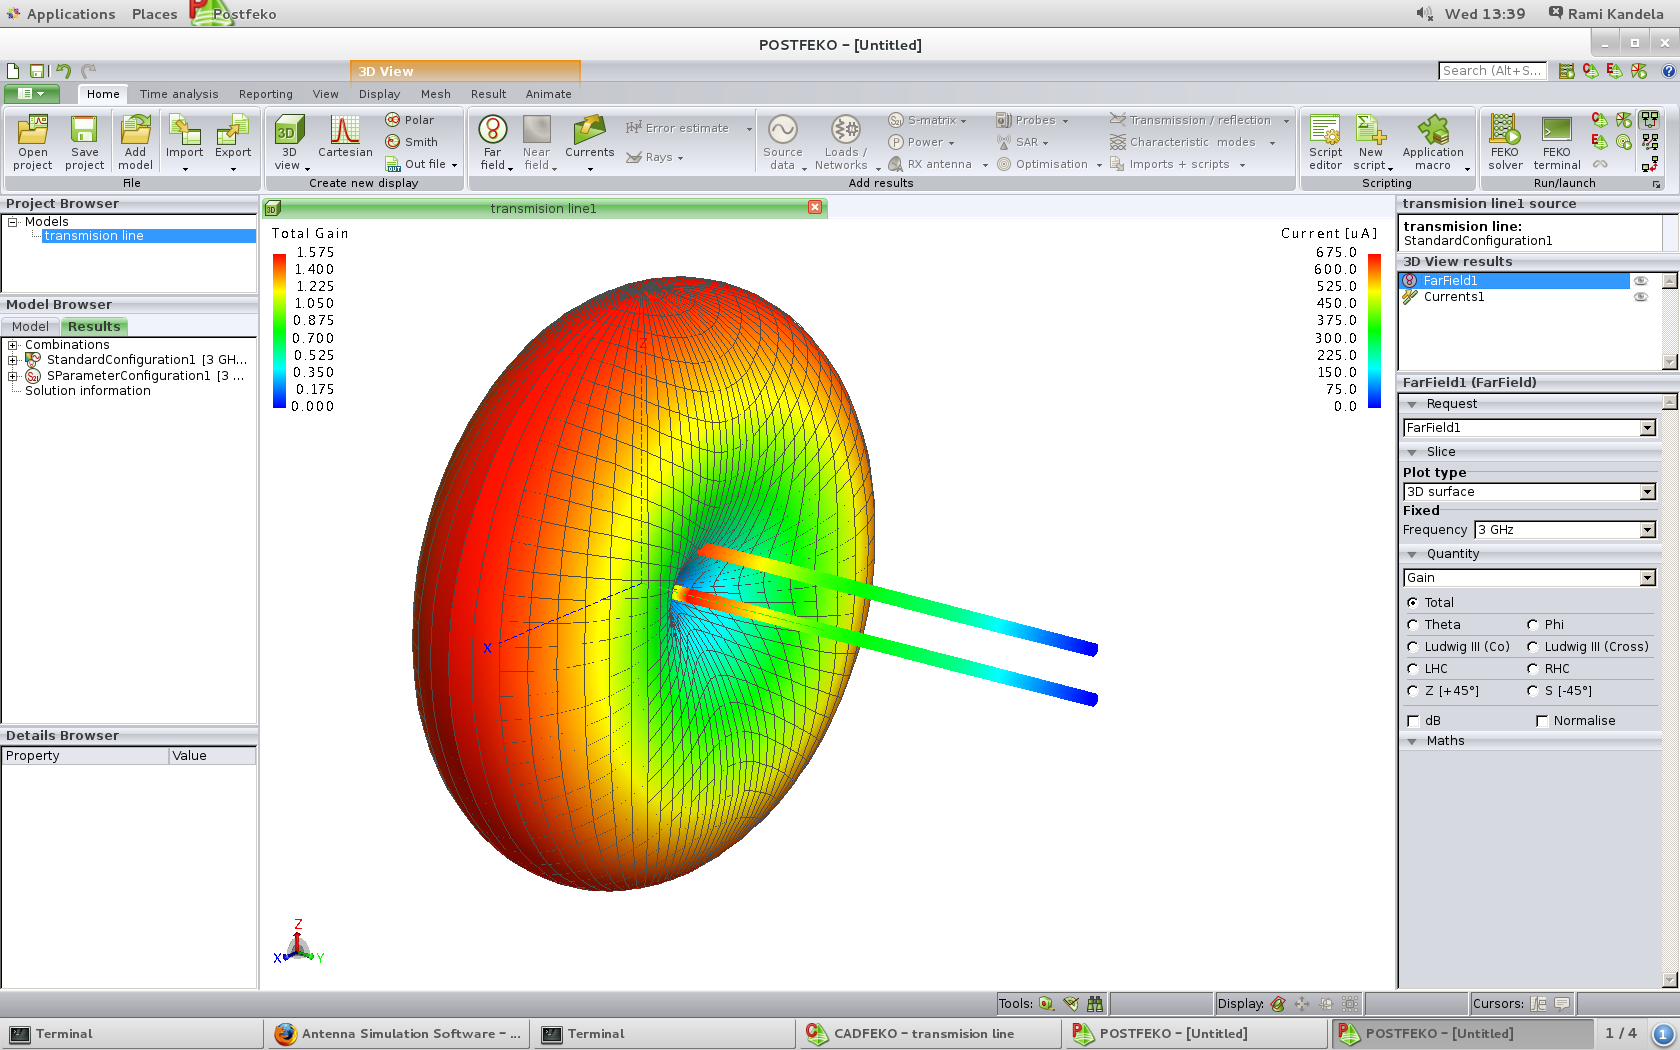 Applications Places Postfeko Wed 13:39 Rami Kandela
POSTFEKO - [Untitled]
3D View
Search (Alt+S...
Home Time analysis Reporting View Display Mesh Result Animate
Open project Save project Add model Import Export
File
3D view Cartesian Polar Smith Out file
Create new display
Far field Near field Currents Error estimate Rays
Source data Loads / Networks S-matrix Power RX antenna Probes SAR Optimisation Transmission / reflection Characteristic modes Imports + scripts
Add results
Script editor New script Application macro
Scripting
FEKO solver FEKO terminal
Run/launch
Project Browser
Models
transmision line
Model Browser
Model Results
Combinations
StandardConfiguration1 [3 GH...
SParameterConfiguration1 [3 ...
Solution information
Details Browser
Property Value
transmision line1
Total Gain
1.575
1.400
1.225
1.050
0.875
0.700
0.525
0.350
0.175
0.000
Current [uA]
675.0
600.0
525.0
450.0
375.0
300.0
225.0
150.0
75.0
0.0
Z
X
Z
X Y
transmision line1 source
transmision line:
StandardConfiguration1
3D View results
FarField1
Currents1
FarField1 (FarField)
Request
FarField1
Slice
Plot type
3D surface
Fixed
Frequency 3 GHz
Quantity
Gain
Total
Theta Phi
Ludwig III (Co) Ludwig III (Cross)
LHC RHC
Z [+45°] S [-45°]
dB Normalise
Maths
Tools: Display: Cursors:
Terminal Antenna Simulation Software - ... Terminal CADFEKO - transmision line POSTFEKO - [Untitled] POSTFEKO - [Untitled] 1 / 4 1